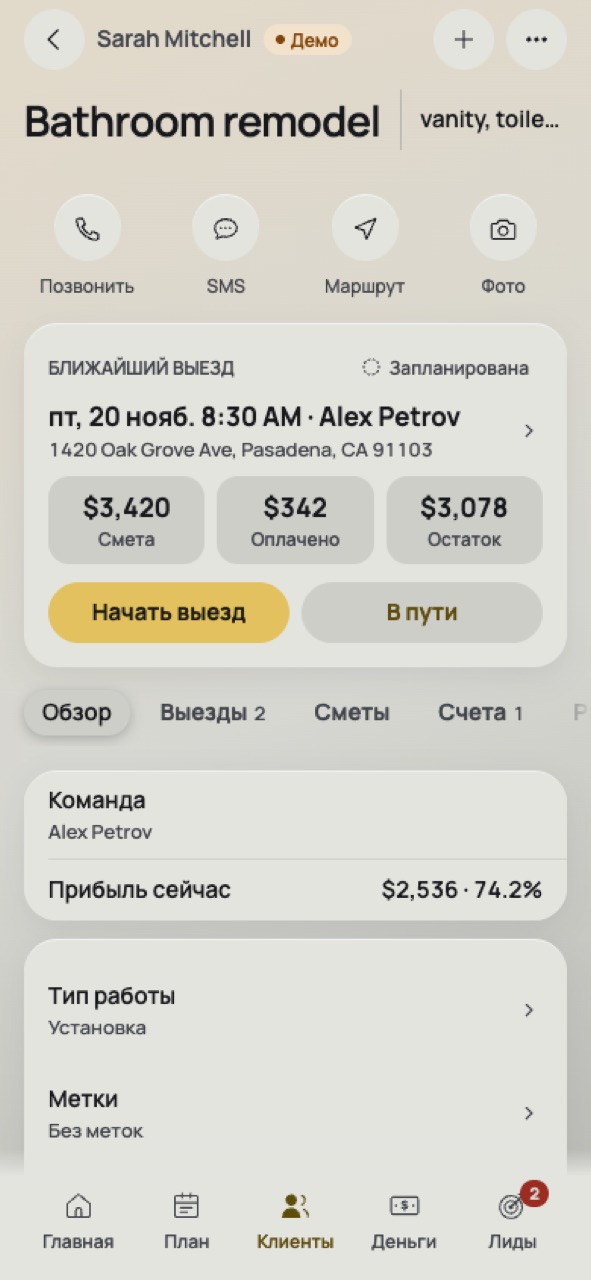 Sarah Mitchell
Демо
Bathroom remodel
vanity, toile...
Позвонить
SMS
Маршрут
Фото
БЛИЖАЙШИЙ ВЫЕЗД
Запланирована
пт, 20 нояб. 8:30 AM · Alex Petrov
1420 Oak Grove Ave, Pasadena, CA 91103
$3,420
Смета
$342
Оплачено
$3,078
Остаток
Начать выезд
В пути
Обзор
Выезды 2
Сметы
Счета 1
Команда
Alex Petrov
Прибыль сейчас
$2,536 · 74.2%
Тип работы
Установка
Метки
Без меток
Главная
План
Клиенты
Деньги
2
Лиды